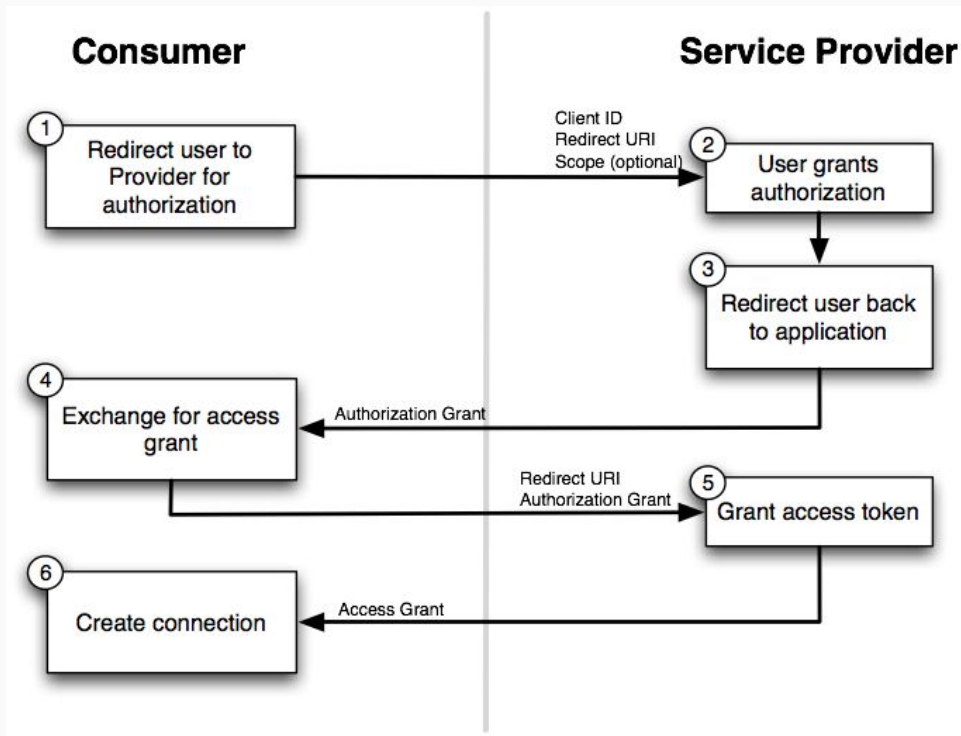 Consumer
Service Provider
1
Redirect user to
Provider for
authorization
Client ID
Redirect URI
Scope (optional)
2
User grants
authorization
3
Redirect user back
to application
4
Exchange for access
grant
Authorization Grant
Redirect URI
Authorization Grant
5
Grant access token
6
Create connection
Access Grant